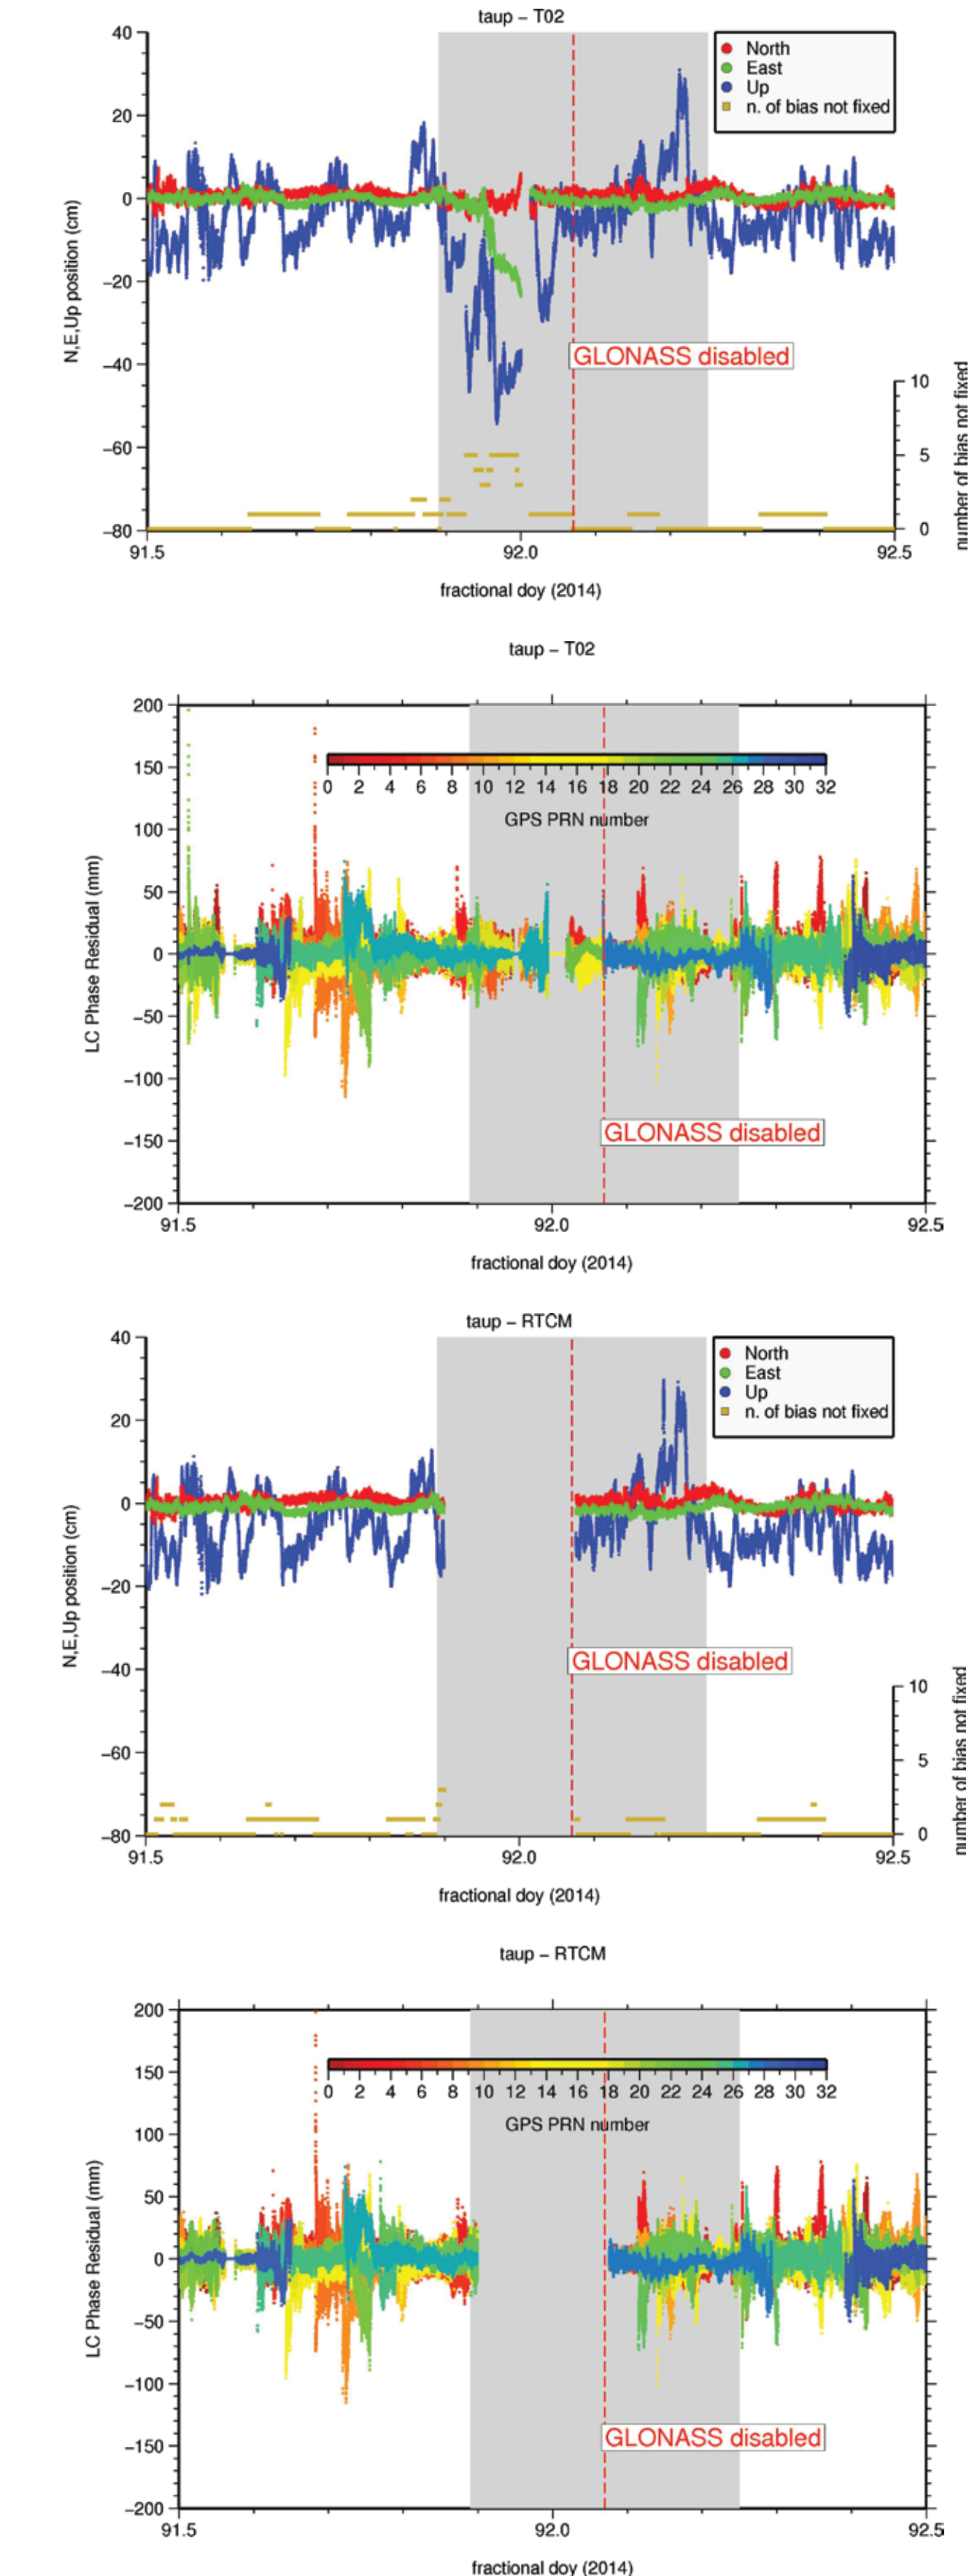 taup – T02
40
20
0
−20
−40
−60
−80
N,E,Up position (cm)
North
East
Up
n. of bias not fixed
GLONASS disabled
10
5
0
number of bias not fixed
91.5 92.0 92.5
fractional doy (2014)
taup – T02
200
150
100
50
0
−50
−100
−150
−200
LC Phase Residual (mm)
0 2 4 6 8 10 12 14 16 18 20 22 24 26 28 30 32
GPS PRN number
GLONASS disabled
91.5 92.0 92.5
fractional doy (2014)
taup – RTCM
40
20
0
−20
−40
−60
−80
N,E,Up position (cm)
North
East
Up
n. of bias not fixed
GLONASS disabled
10
5
0
number of bias not fixed
91.5 92.0 92.5
fractional doy (2014)
taup – RTCM
200
150
100
50
0
−50
−100
−150
−200
LC Phase Residual (mm)
0 2 4 6 8 10 12 14 16 18 20 22 24 26 28 30 32
GPS PRN number
GLONASS disabled
91.5 92.0 92.5
fractional doy (2014)